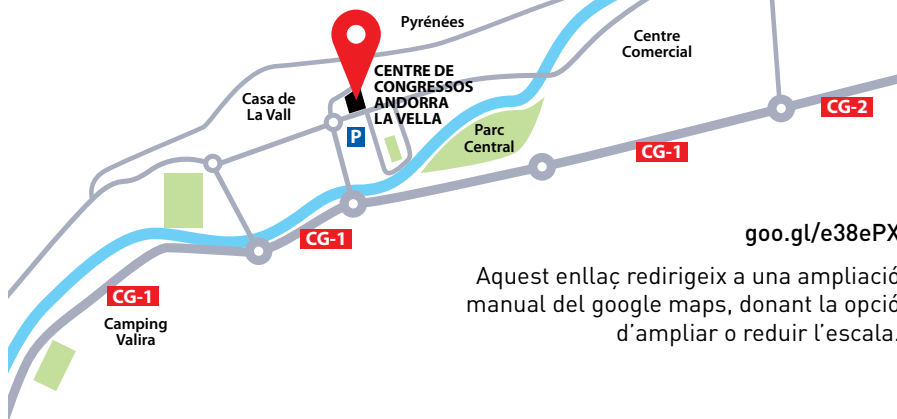 Pyrénées
Centre
Comercial
CENTRE DE
CONGRESSOS
ANDORRA
LA VELLA
Casa de
La Vall
P
Parc
Central
CG-2
CG-1
CG-1
CG-1
Camping
Valira
goo.gl/e38ePX
Aquest enllaç redirigeix a una ampliació
manual del google maps, donant la opció
d’ampliar o reduir l’escala.